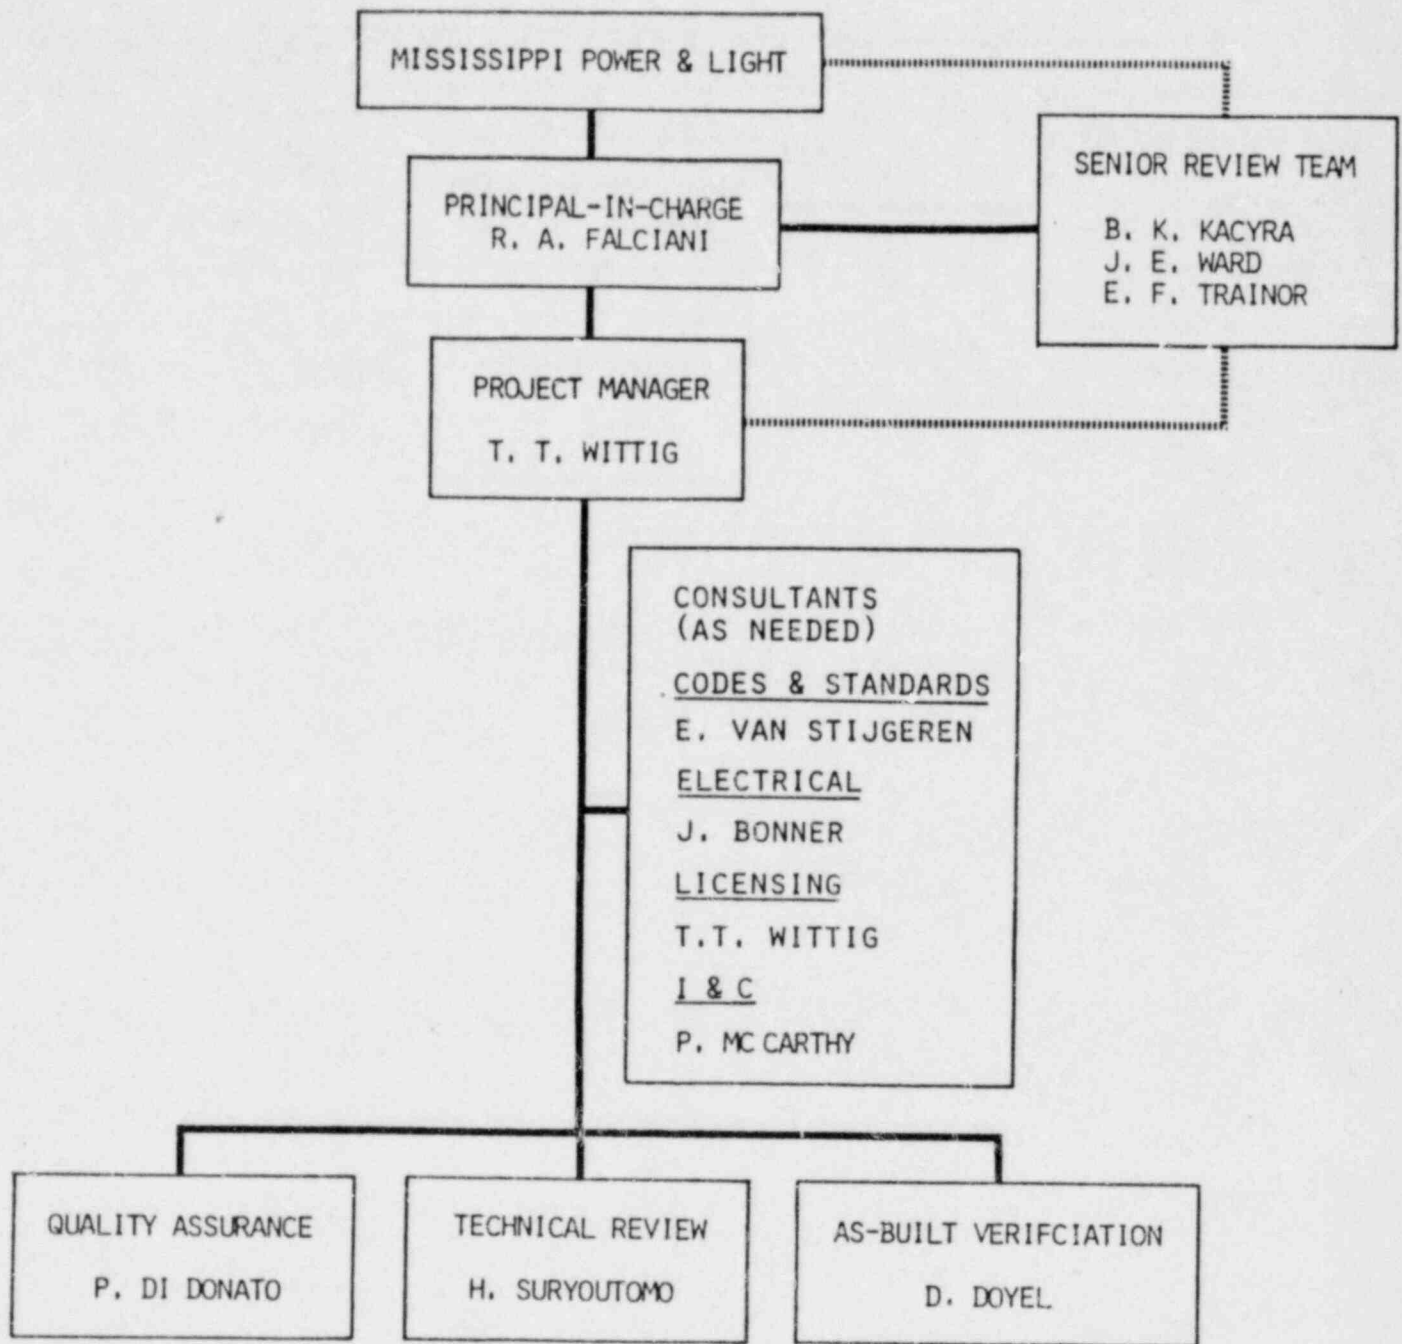 MISSISSIPPI POWER & LIGHT
PRINCIPAL-IN-CHARGE
R. A. FALCIANI
SENIOR REVIEW TEAM
B. K. KACYRA
J. E. WARD
E. F. TRAINOR
PROJECT MANAGER
T. T. WITTIG
CONSULTANTS
(AS NEEDED)
CODES & STANDARDS
E. VAN STIJGEREN
ELECTRICAL
J. BONNER
LICENSING
T.T. WITTIG
I & C
P. MC CARTHY
QUALITY ASSURANCE
P. DI DONATO
TECHNICAL REVIEW
H. SURYOUTOMO
AS-BUILT VERIFCIATION
D. DOYEL